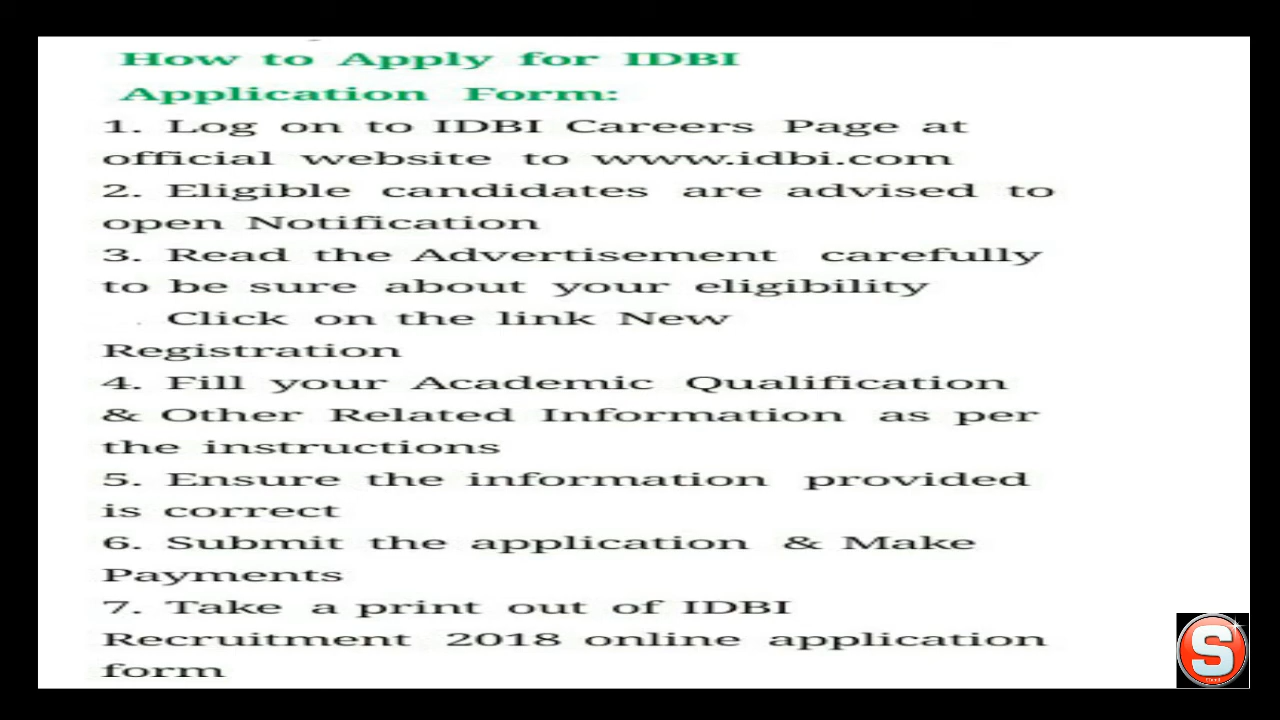 How to Apply for IDBI
Application Form:
1. Log on to IDBI Careers Page at
official website to www.idbi.com
2. Eligible candidates are advised to
open Notification
3. Read the Advertisement carefully
to be sure about your eligibility
. Click on the link New
Registration
4. Fill your Academic Qualification
& Other Related Information as per
the instructions
5. Ensure the information provided
is correct
6. Submit the application & Make
Payments
7. Take a print out of IDBI
Recruitment 2018 online application
form
S